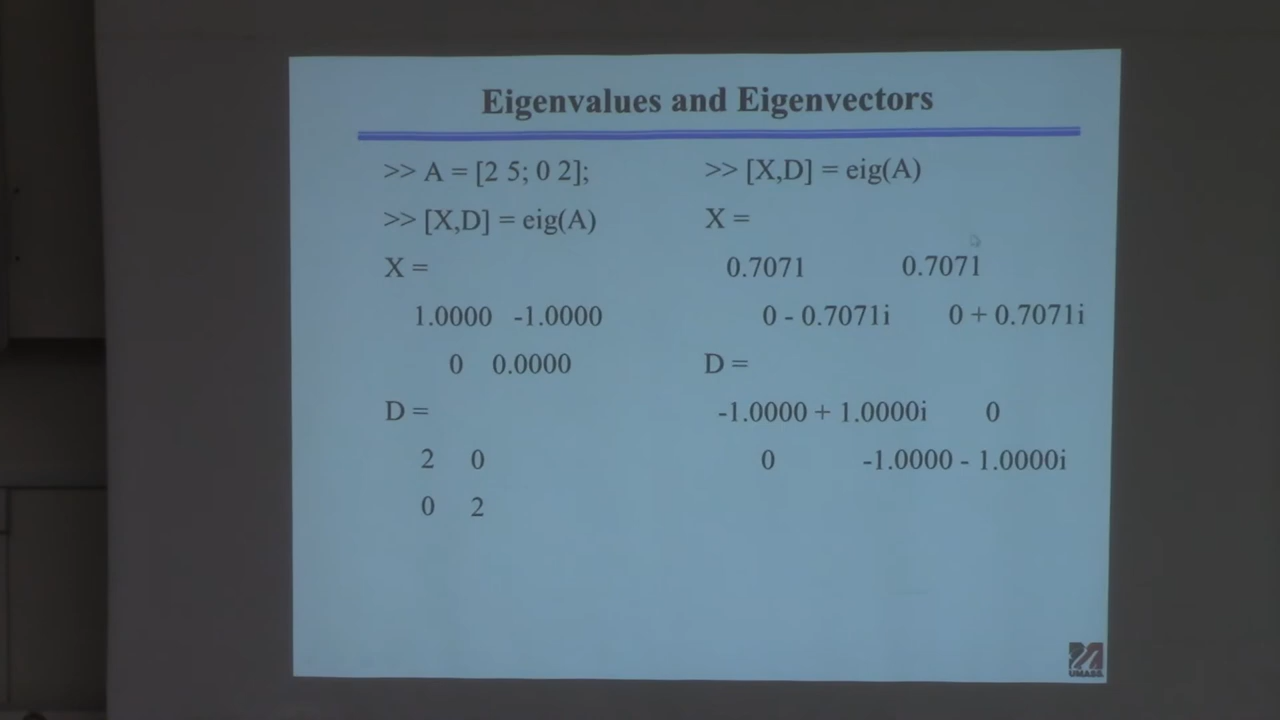 Eigenvalues and Eigenvectors
>> A = [2 5; 0 2];
>> [X,D] = eig(A)
X =
1.0000 -1.0000
0 0.0000
D =
2 0
0 2
>> [X,D] = eig(A)
X =
0.7071 0.7071
0 - 0.7071i 0 + 0.7071i
D =
-1.0000 + 1.0000i 0
0 -1.0000 - 1.0000i
UMASS